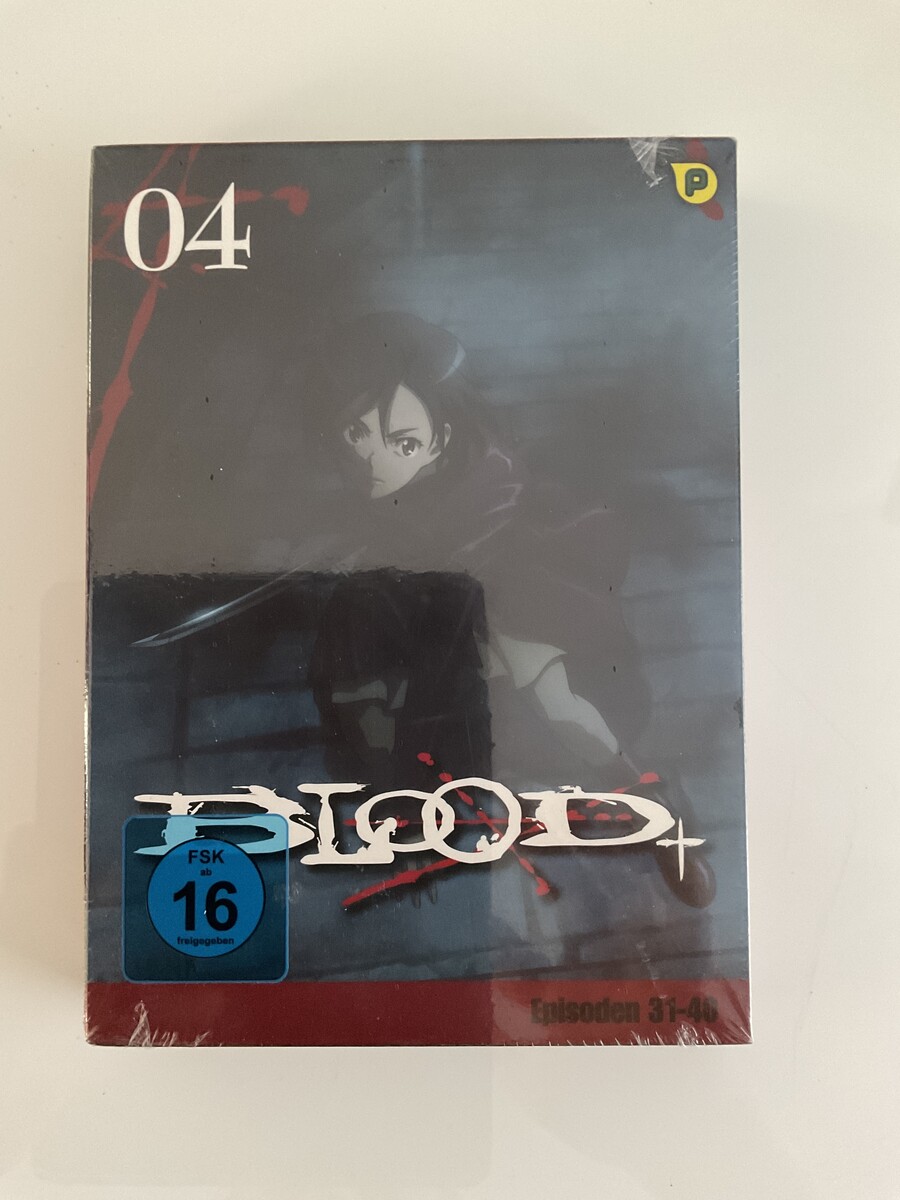 04
P
BLOOD+
FSK
ab
16
freigegeben
Episoden 31-40